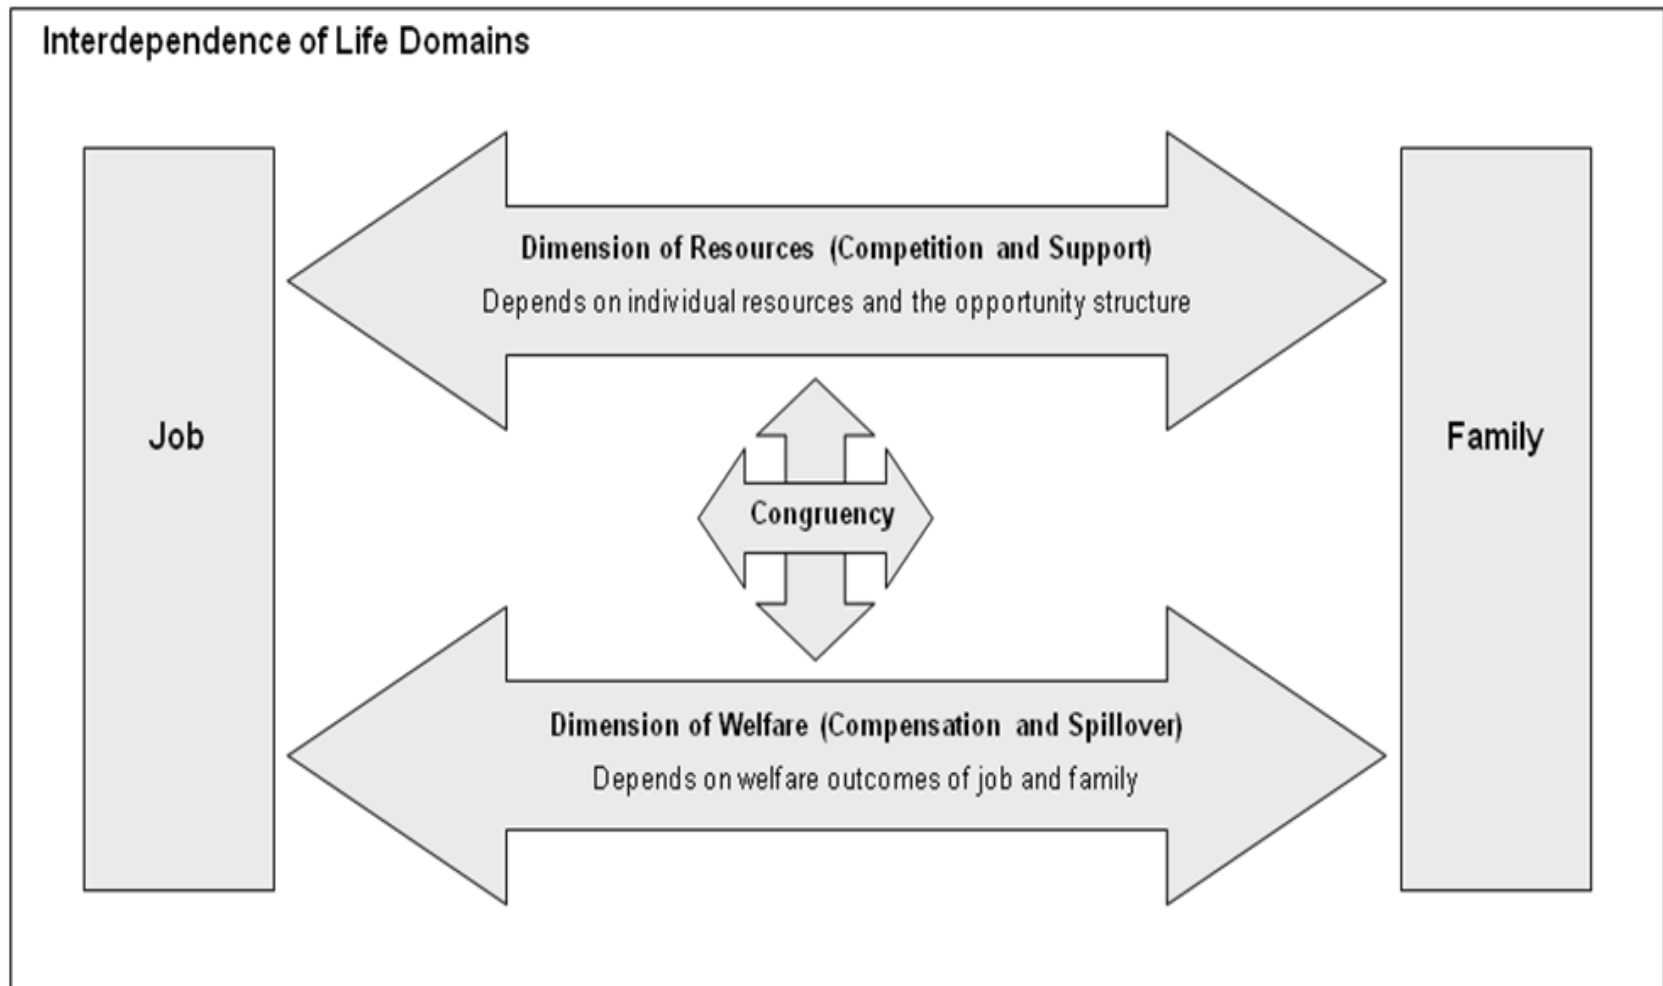 Interdependence of Life Domains
Dimension of Resources (Competition and Support)
Depends on individual resources and the opportunity structure
Job
Family
Congruency
Dimension of Welfare (Compensation and Spillover)
Depends on welfare outcomes of job and family